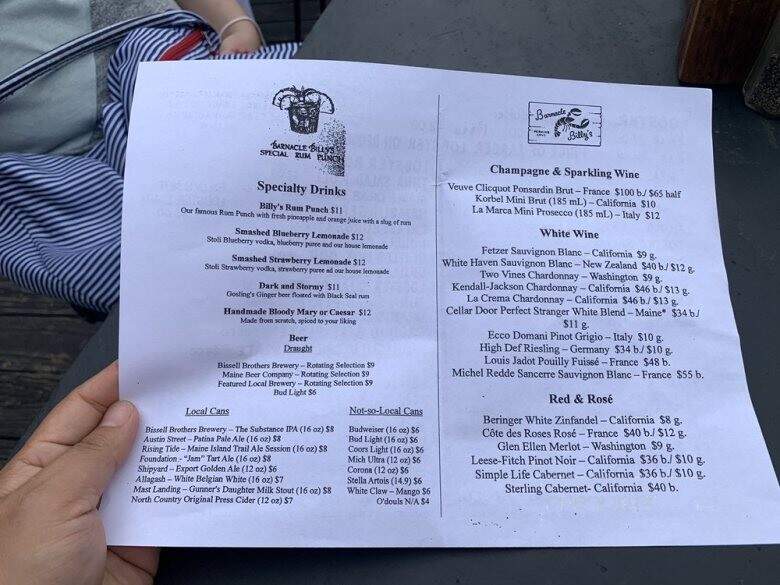 BARNACLE BILLY'S
SPECIAL RUM PUNCH
Specialty Drinks
Billy's Rum Punch $11
Our famous Rum Punch with fresh pineapple and orange juice with a slug of rum
Smashed Blueberry Lemonade $12
Stoli Blueberry vodka, blueberry puree and our house lemonade
Smashed Strawberry Lemonade $12
Stoli Strawberry vodka, strawberry puree ad our house lemonade
Dark and Stormy $11
Gosling's Ginger beer floated with Black Seal rum
Handmade Bloody Mary or Caesar $12
Made from scratch, spiced to your liking
Beer
Draught
Bissell Brothers Brewery – Rotating Selection $9
Maine Beer Company – Rotating Selection $9
Featured Local Brewery – Rotating Selection $9
Bud Light $6
Local Cans
Bissell Brothers Brewery – The Substance IPA (16 oz) $8
Austin Street – Patina Pale Ale (16 oz) $8
Rising Tide – Maine Island Trail Ale Session (16 oz) $8
Foundation - "Jam" Tart Ale (16 oz) $8
Shipyard – Export Golden Ale (12 oz) $6
Allagash – White Belgian White (16 oz) $7
Mast Landing – Gunner's Daughter Milk Stout (16 oz) $8
North Country Original Press Cider (12 oz) $7
Not-so-Local Cans
Budweiser (16 oz) $6
Bud Light (16 oz) $6
Coors Light (16 oz) $6
Mich Ultra (12 oz) $6
Corona (12 oz) $6
Stella Artois (14.9) $6
White Claw – Mango $6
O'douls N/A $4
Barnacle
Billy's
Champagne & Sparkling Wine
Veuve Clicquot Ponsardin Brut – France $100 b./ $65 half
Korbel Mini Brut (185 mL) – California $10
La Marca Mini Prosecco (185 mL) – Italy $12
White Wine
Fetzer Sauvignon Blanc – California $9 g.
White Haven Sauvignon Blanc – New Zealand $40 b./ $12 g.
Two Vines Chardonnay – Washington $9 g.
Kendall-Jackson Chardonnay – California $46 b./ $13 g.
La Crema Chardonnay – California $46 b./ $13 g.
Cellar Door Perfect Stranger White Blend – Maine* $34 b./
$11 g.
Ecco Domani Pinot Grigio – Italy $10 g.
High Def Riesling – Germany $34 b./ $10 g.
Louis Jadot Pouilly Fuissé – France $48 b.
Michel Redde Sancerre Sauvignon Blanc – France $55 b.
Red & Rosé
Beringer White Zinfandel – California $8 g.
Côte des Roses Rosé – France $40 b./ $12 g.
Glen Ellen Merlot – Washington $9 g.
Leese-Fitch Pinot Noir – California $36 b./ $10 g.
Simple Life Cabernet – California $36 b./ $10 g.
Sterling Cabernet- California $40 b.